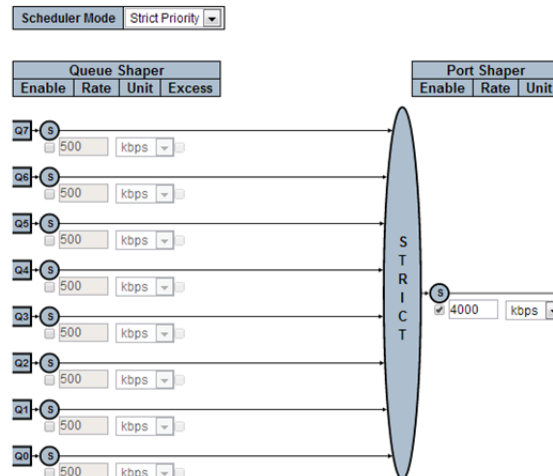 Scheduler Mode Strict Priority
Queue Shaper Port Shaper
Enable Rate Unit Excess Enable Rate Unit
Q7 S
500 kbps
Q6 S
500 kbps
Q5 S
500 kbps
Q4 S
500 kbps
Q3 S
500 kbps
Q2 S
500 kbps
Q1 S
500 kbps
Q0 S
500 kbps
STRICT
S
4000 kbps